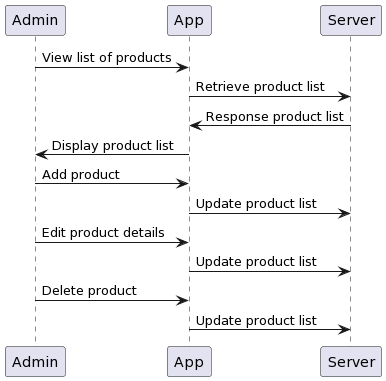 Admin App Server
View list of products
Retrieve product list
Response product list
Display product list
Add product
Update product list
Edit product details
Update product list
Delete product
Update product list
Admin App Server